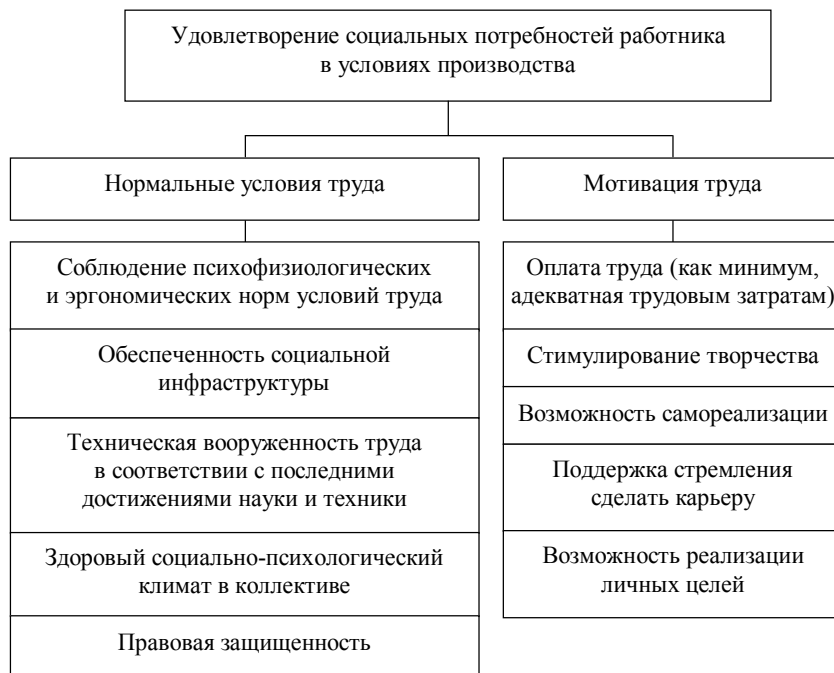 Удовлетворение социальных потребностей работника
в условиях производства
Нормальные условия труда
Соблюдение психофизиологических
и эргономических норм условий труда
Обеспеченность социальной
инфраструктуры
Техническая вооруженность труда
в соответствии с последними
достижениями науки и техники
Здоровый социально-психологический
климат в коллективе
Правовая защищенность
Мотивация труда
Оплата труда (как минимум,
адекватная трудовым затратам)
Стимулирование творчества
Возможность самореализации
Поддержка стремления
сделать карьеру
Возможность реализации
личных целей